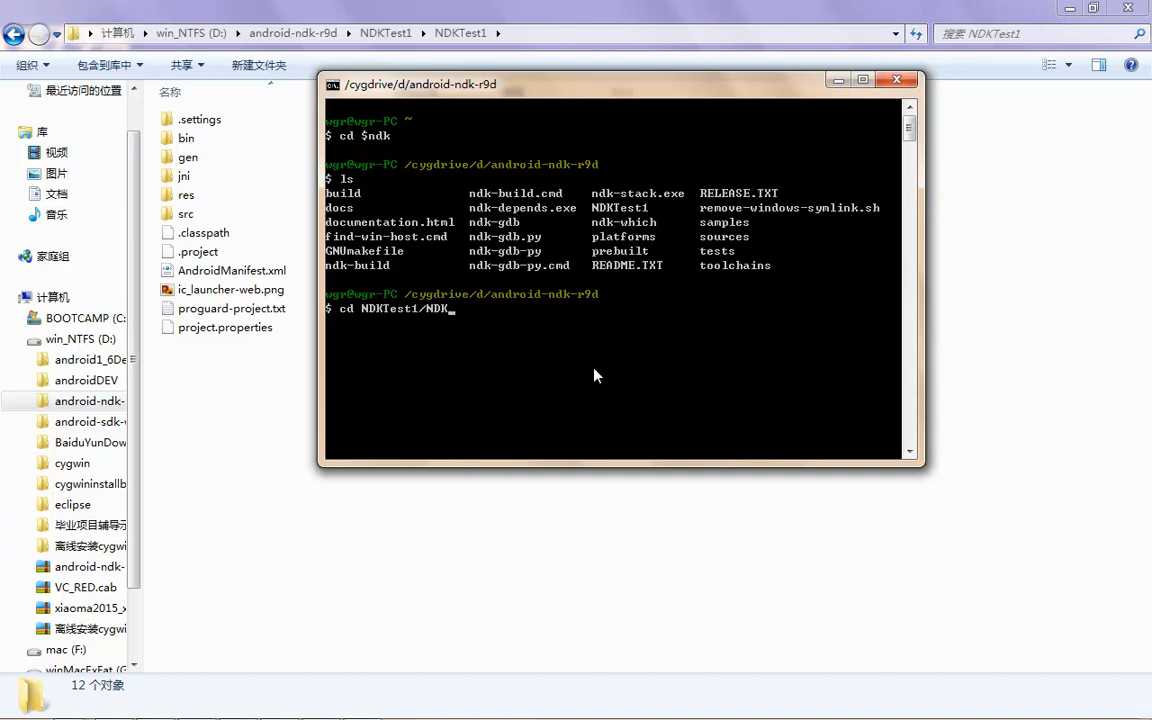 计算机 win_NTFS (D:) android-ndk-r9d NDKTest1 NDKTest1
搜索 NDKTest1
组织 包含到库中 共享 新建文件夹
最近访问的位置
库
视频
图片
文档
音乐
家庭组
计算机
BOOTCAMP (C:
win_NTFS (D:)
android1_6De
androidDEV
android-ndk-
android-sdk-
BaiduYunDow
cygwin
cygwininstallb
eclipse
毕业项目辅导示
离线安装cygwi
android-ndk-
VC_RED.cab
xiaoma2015_x
离线安装cygwi
mac (F:)
winMacExFat (G
名称
.settings
bin
gen
jni
res
src
.classpath
.project
AndroidManifest.xml
ic_launcher-web.png
proguard-project.txt
project.properties
/cygdrive/d/android-ndk-r9d
wgr@wgr-PC ~
$ cd $ndk
wgr@wgr-PC /cygdrive/d/android-ndk-r9d
$ ls
build ndk-build.cmd ndk-stack.exe RELEASE.TXT
docs ndk-depends.exe NDKTest1 remove-windows-symlink.sh
documentation.html ndk-gdb ndk-which samples
find-win-host.cmd ndk-gdb.py platforms sources
GNUmakefile ndk-gdb-py prebuilt tests
ndk-build ndk-gdb-py.cmd README.TXT toolchains
wgr@wgr-PC /cygdrive/d/android-ndk-r9d
$ cd NDKTest1/NDK_
12 个对象